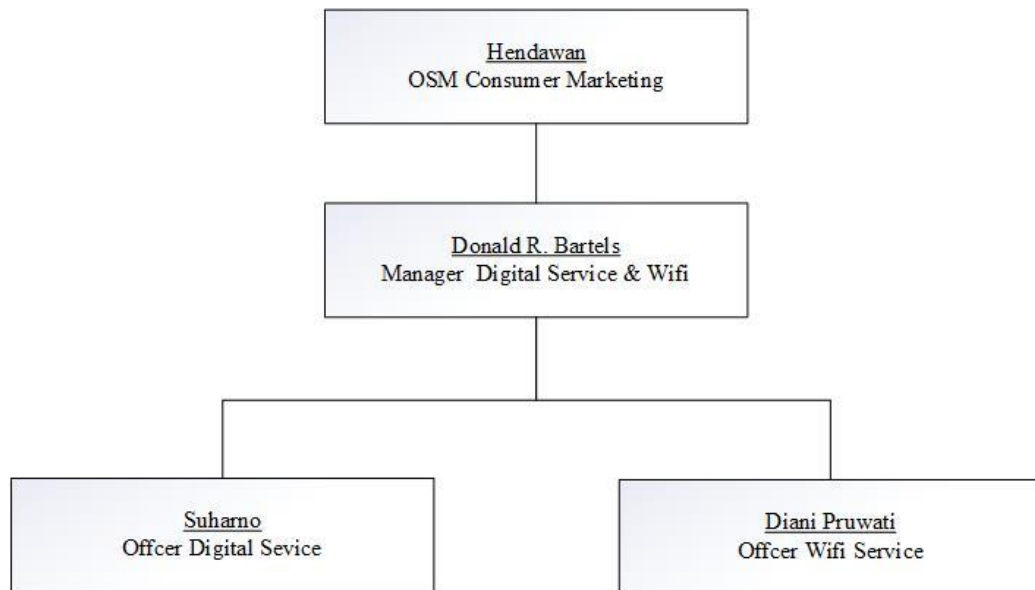 Hendawan
OSM Consumer Marketing
Donald R. Bartels
Manager  Digital Service & Wifi
Suharno
Offcer Digital Sevice
Diani Pruwati
Offcer Wifi Service